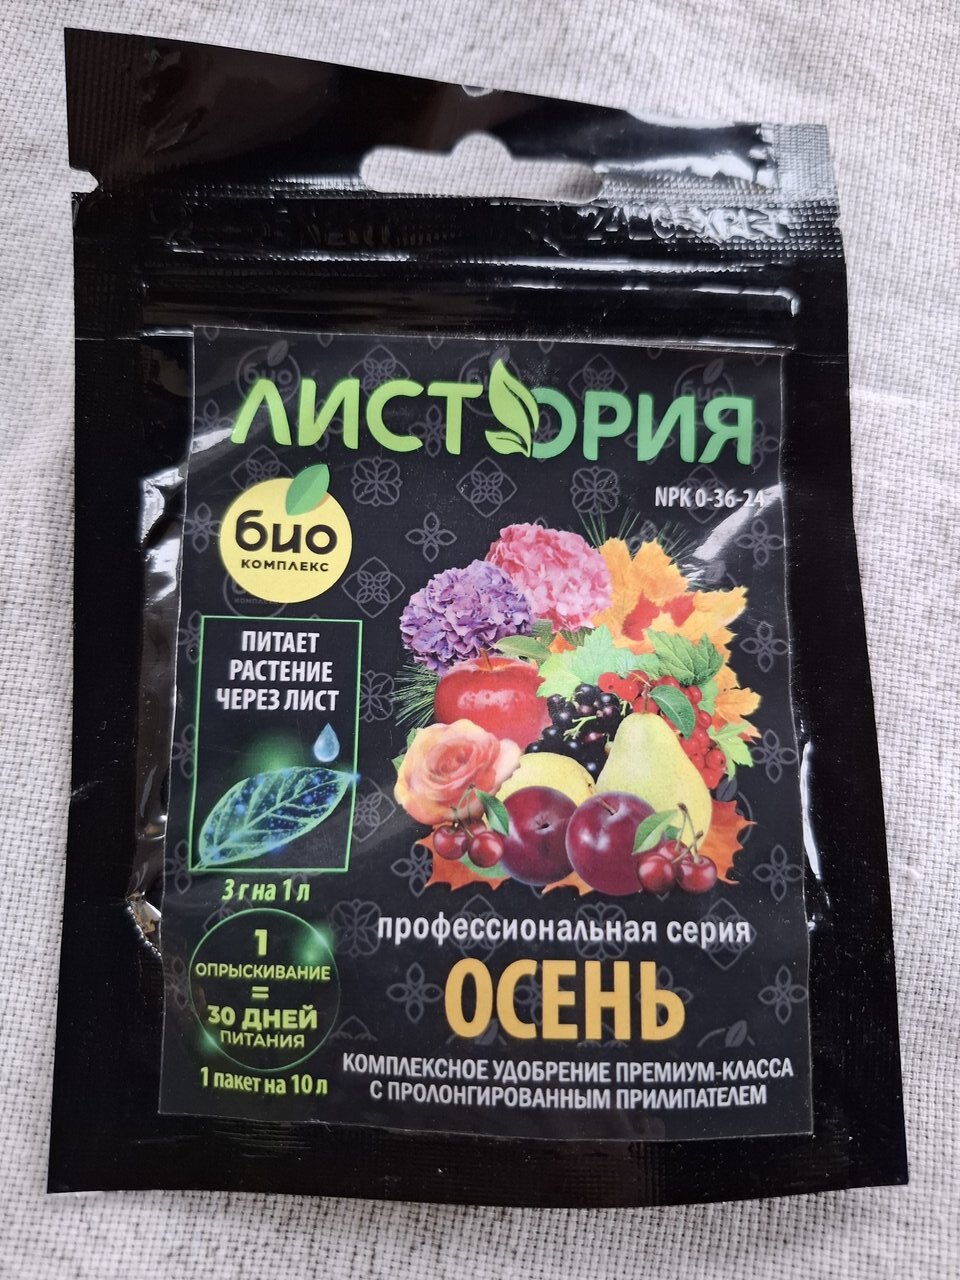 ЛИСТОРИЯ
NPK 0-36-24
био
КОМПЛЕКС
ПИТАЕТ
РАСТЕНИЕ
ЧЕРЕЗ ЛИСТ
3 г на 1 л
1
ОПРЫСКИВАНИЕ
=
30 ДНЕЙ
ПИТАНИЯ
1 пакет на 10 л
профессиональная серия
ОСЕНЬ
КОМПЛЕКСНОЕ УДОБРЕНИЕ ПРЕМИУМ-КЛАССА
С ПРОЛОНГИРОВАННЫМ ПРИЛИПАТЕЛЕМ